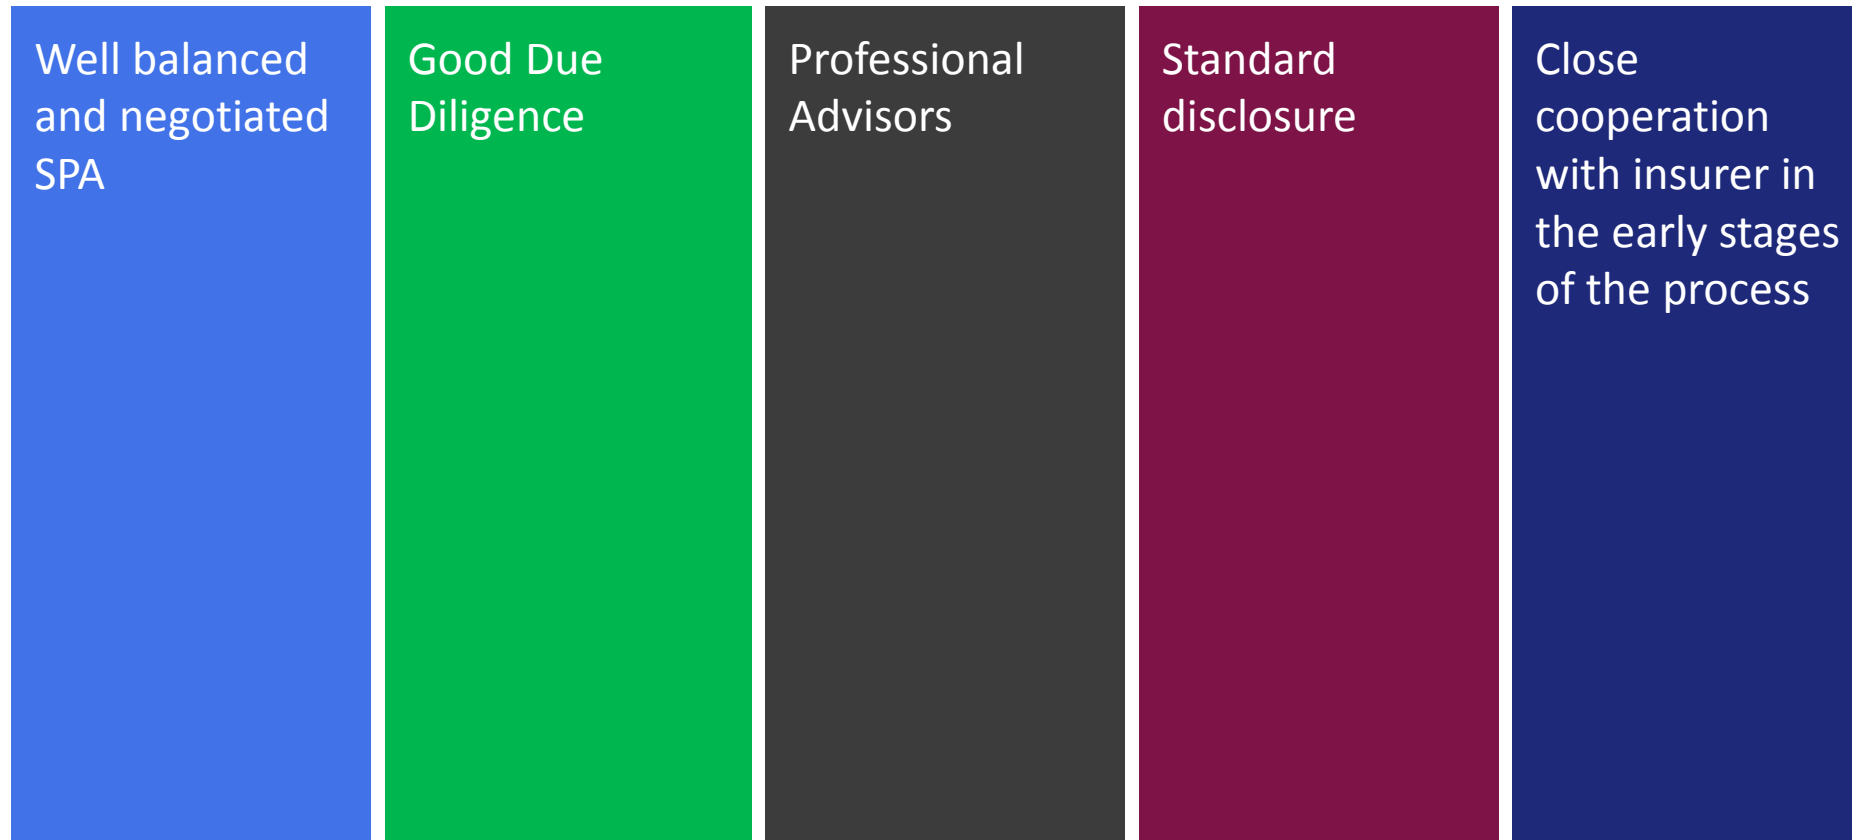 Well balanced
and negotiated
SPA
Good Due
Diligence
Professional
Advisors
Standard
disclosure
Close
cooperation
with insurer in
the early stages
of the process